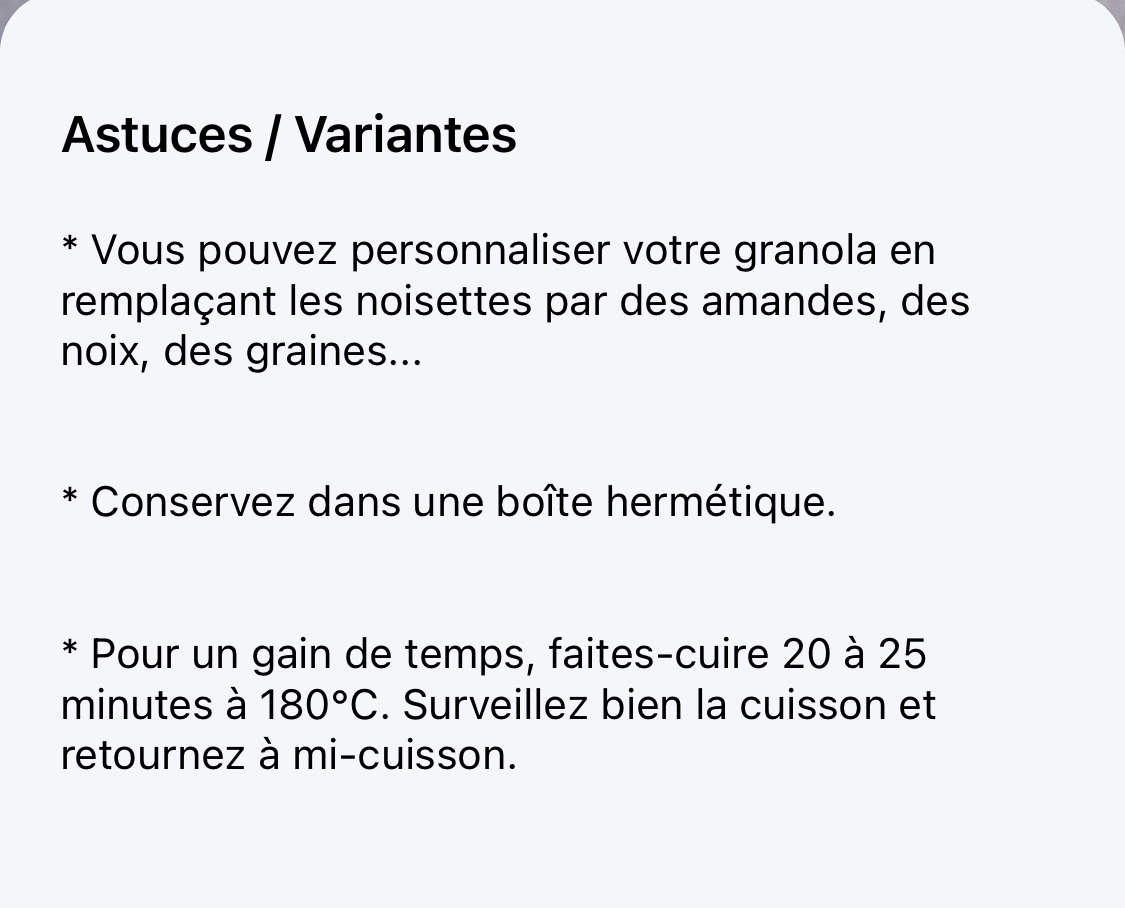 Astuces / Variantes
* Vous pouvez personnaliser votre granola en
remplaçant les noisettes par des amandes, des
noix, des graines...
* Conservez dans une boîte hermétique.
* Pour un gain de temps, faites-cuire 20 à 25
minutes à 180°C. Surveillez bien la cuisson et
retournez à mi-cuisson.